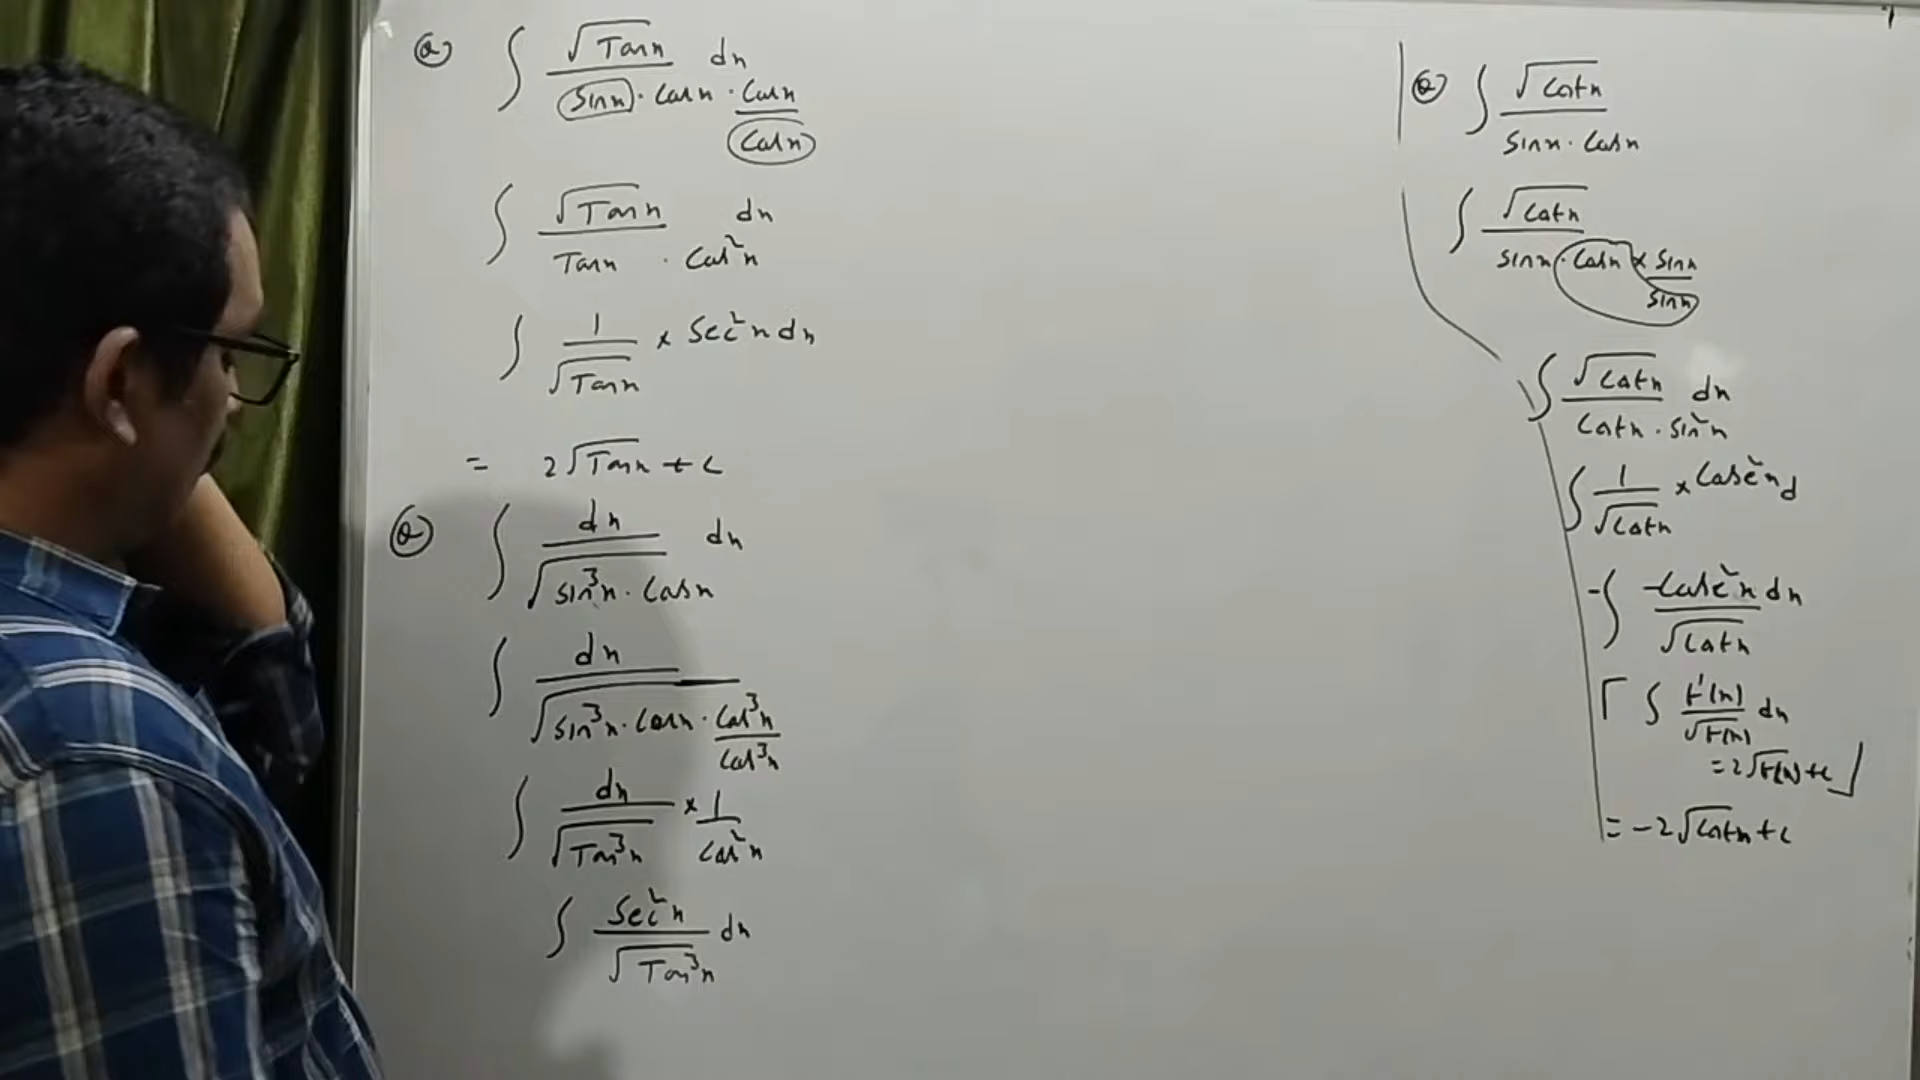 Q ∫ √Tanx / (Sinx · Cosx · Cosx/Cosx) dx
∫ √Tanx / (Tanx · Cos²x) dx
∫ 1/√Tanx × Sec²x dx
= 2√Tanx + c
Q ∫ dx / √(Sin³x · Cosx) dx
∫ dx / √(Sin³x · Cosx · Cos³x/Cos³x)
∫ dx / √Tan³x × 1/Cos²x
∫ Sec²x / √Tan³x dx
Q ∫ √Cotx / (Sinx · Cosx)
∫ √Cotx / (Sinx · Cosx × Sinx/Sinx)
∫ √Cotx / (Cotx · Sin²x) dx
∫ 1/√Cotx × Cosec²x d
-∫ -Cosec²x dx / √Cotx
[ ∫ f'(x)/√f(x) dx
= 2√f(x) + c ]
= -2√Cotx + c